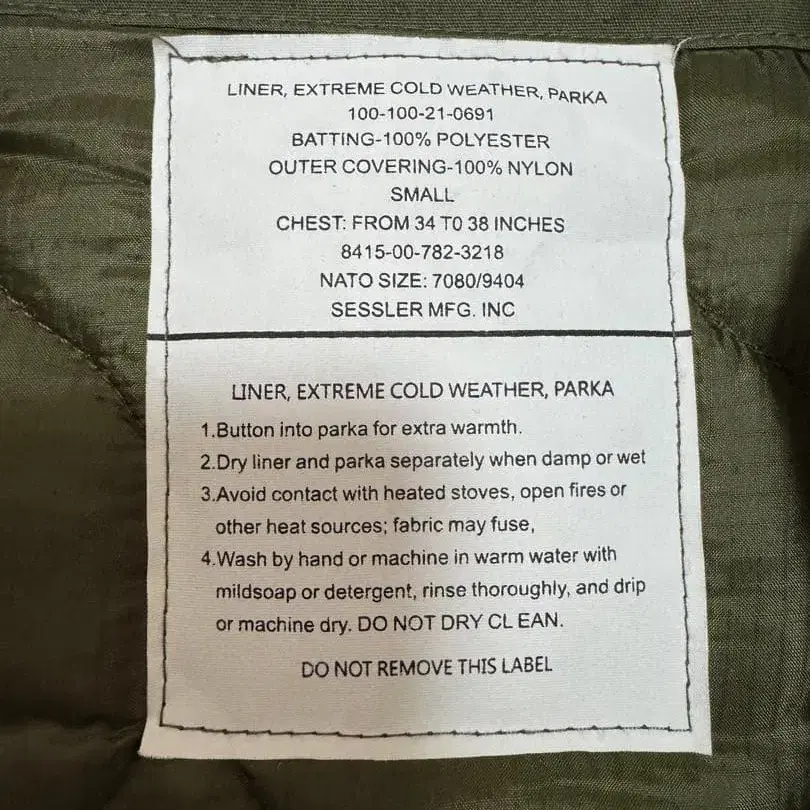 LINER, EXTREME COLD WEATHER, PARKA
100-100-21-0691
BATTING-100% POLYESTER
OUTER COVERING-100% NYLON
SMALL
CHEST: FROM 34 T0 38 INCHES
8415-00-782-3218
NATO SIZE: 7080/9404
SESSLER MFG. INC
LINER, EXTREME COLD WEATHER, PARKA
1.Button into parka for extra warmth.
2.Dry liner and parka separately when damp or wet
3.Avoid contact with heated stoves, open fires or
other heat sources; fabric may fuse,
4.Wash by hand or machine in warm water with
mildsoap or detergent, rinse thoroughly, and drip
or machine dry. DO NOT DRY CL EAN.
DO NOT REMOVE THIS LABEL